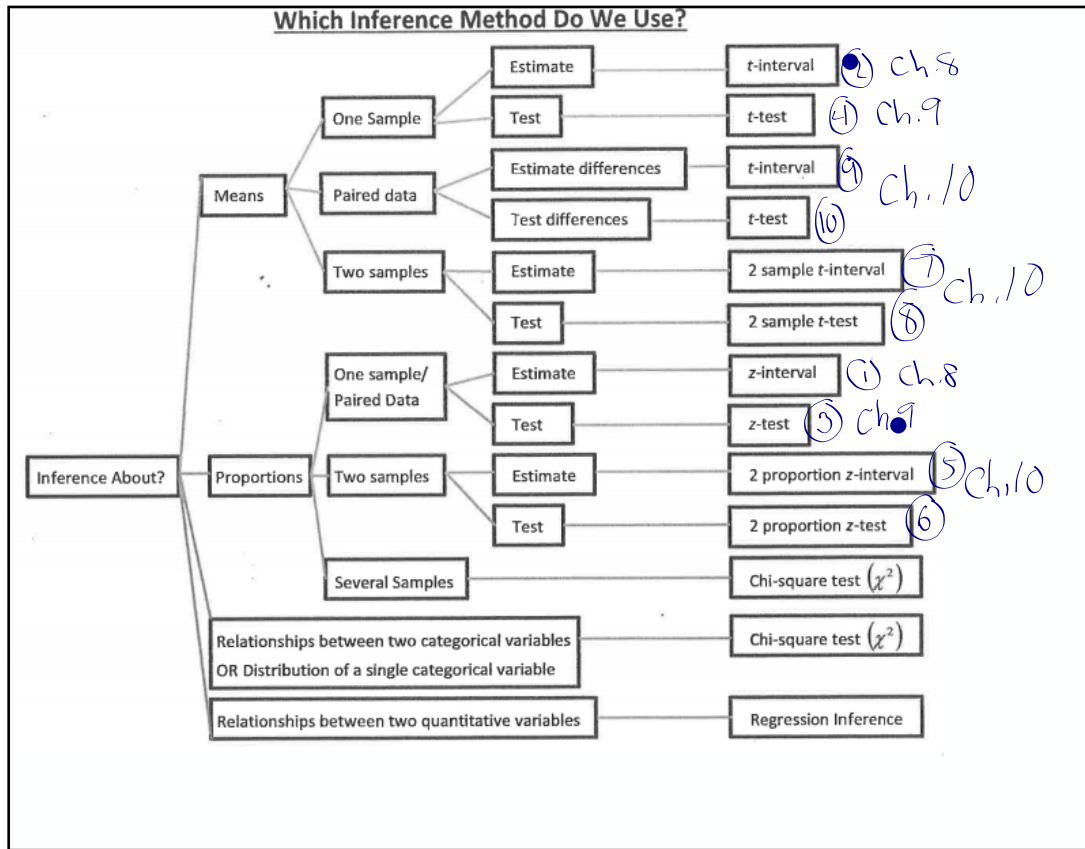 Which Inference Method Do We Use?
Estimate t-interval 2 Ch.8
One Sample Test t-test 4 Ch.9
Estimate differences t-interval 9
Means Paired data Ch.10
Test differences t-test 10
Two samples Estimate 2 sample t-interval 7 Ch.10
Test 2 sample t-test 8
One sample/ Estimate z-interval 1 Ch.8
Paired Data
Test z-test 3 Ch.9
Inference About? Proportions Two samples Estimate 2 proportion z-interval 5 Ch.10
Test 2 proportion z-test 6
Several Samples Chi-square test (χ²)
Relationships between two categorical variables Chi-square test (χ²)
OR Distribution of a single categorical variable
Relationships between two quantitative variables Regression Inference